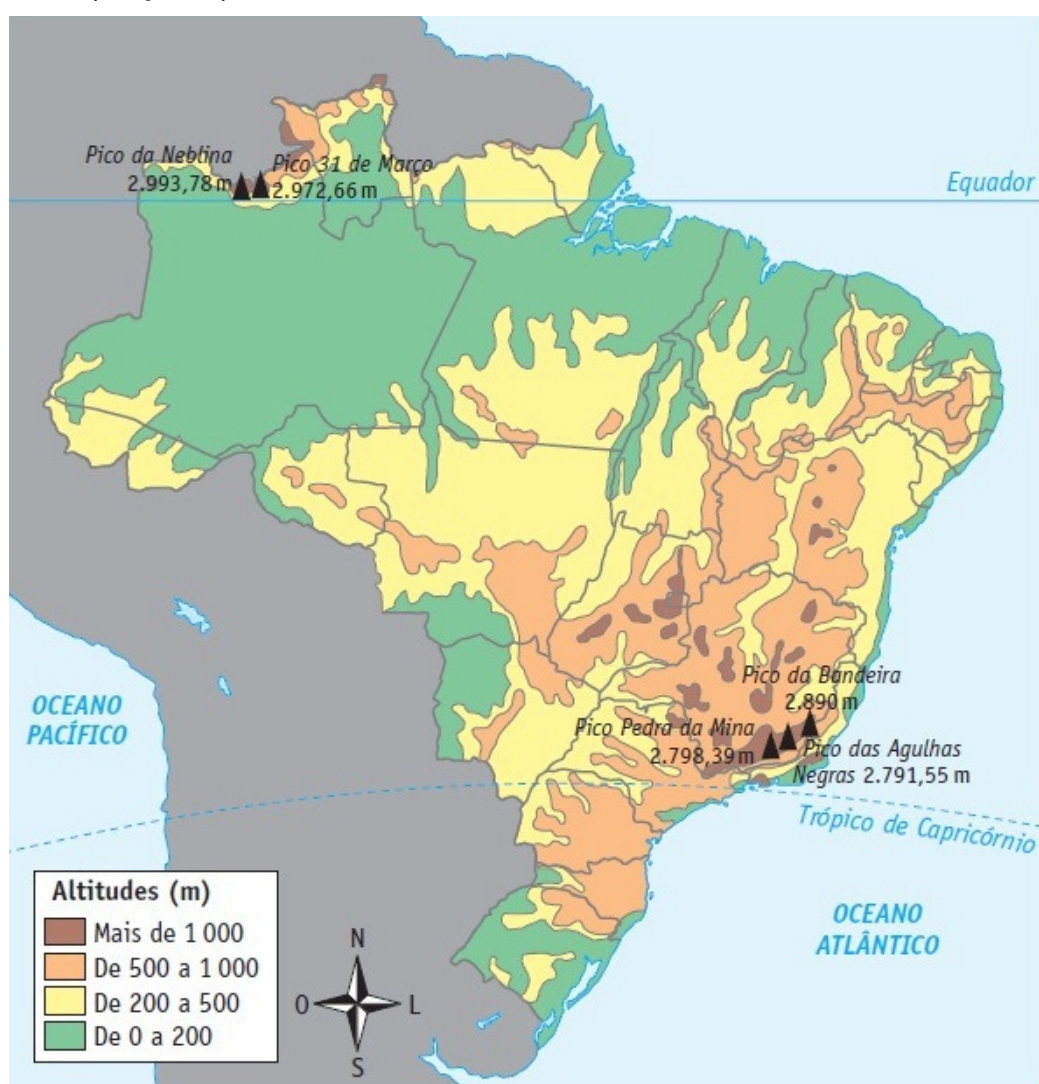 Pico da Neblina
2.993,78 m
Pico 31 de Março
2.972,66 m
Equador
OCEANO
PACÍFICO
Pico da Bandeira
2.890 m
Pico Pedra da Mina
2.798,39 m
Pico das Agulhas
Negras 2.791,55 m
Trópico de Capricórnio
OCEANO
ATLÂNTICO
Altitudes (m)
Mais de 1 000
De 500 a 1 000
De 200 a 500
De 0 a 200
N
O
L
S